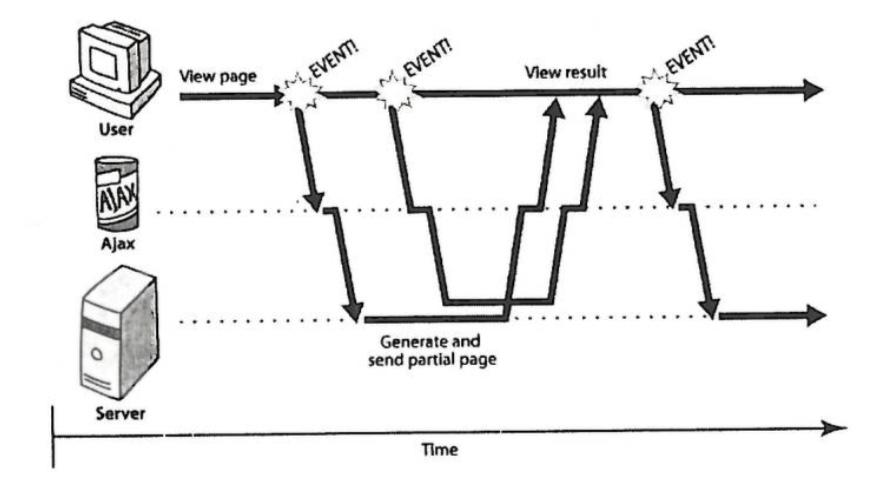 View page
EVENT!
EVENT!
View result
EVENT!
User
AJAX
Ajax
Generate and
send partial page
Server
Time